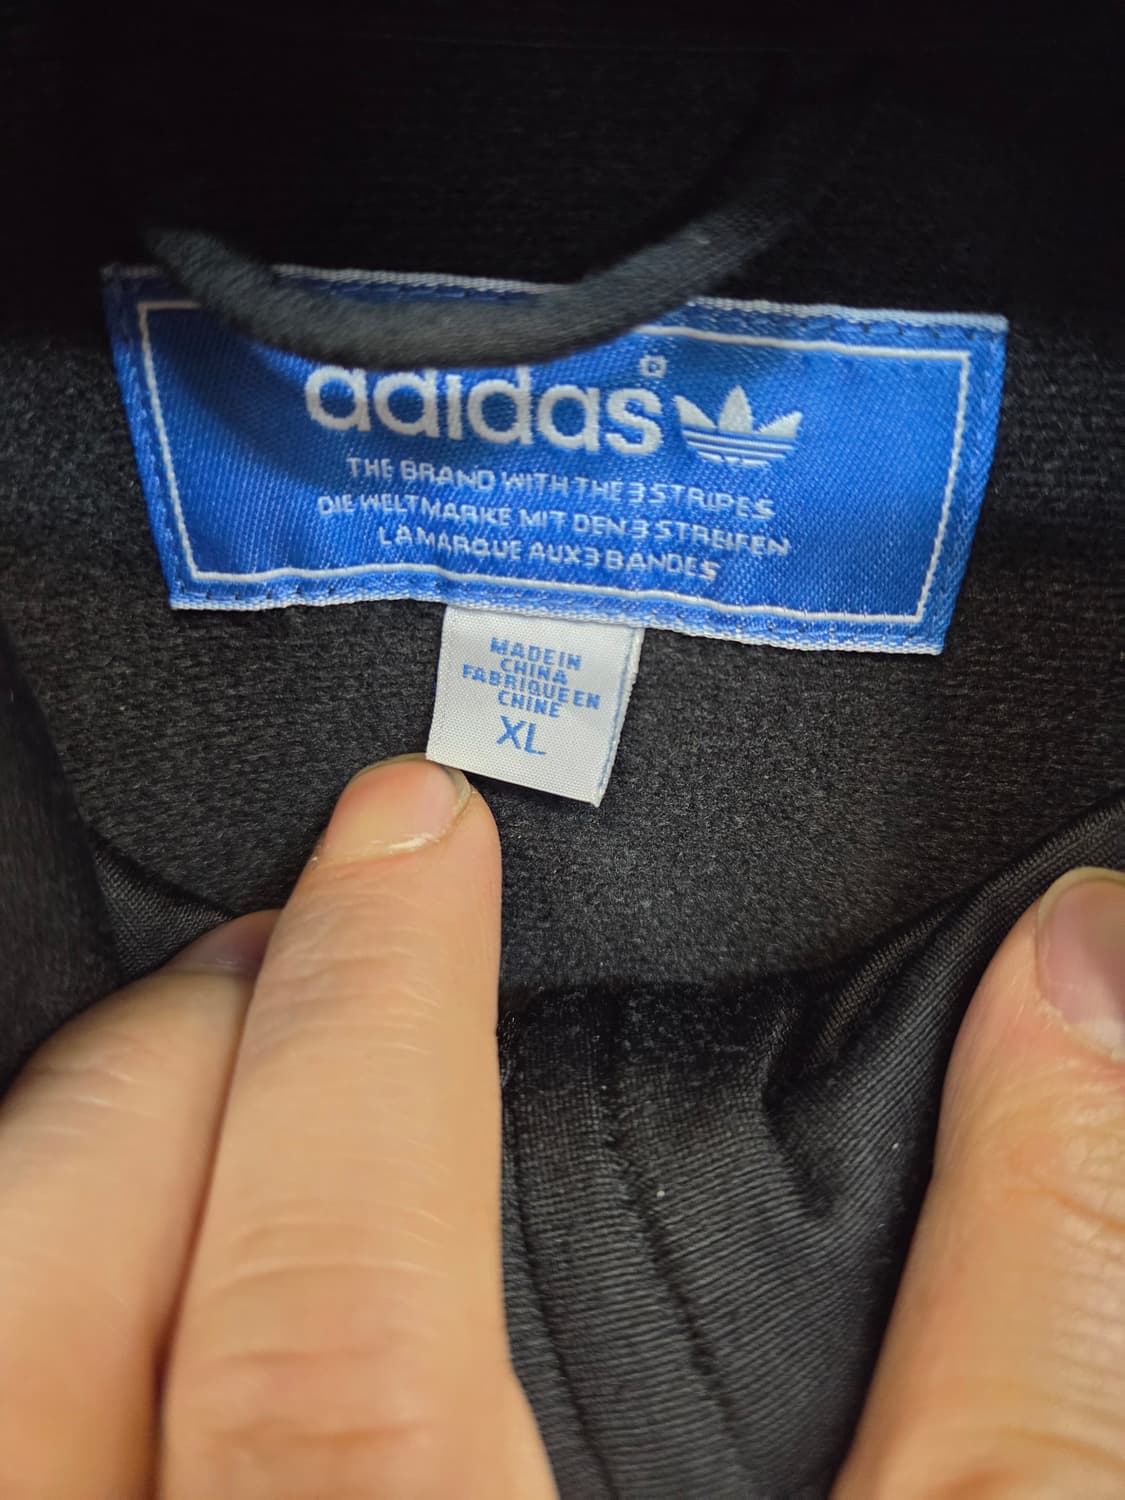 adidas®
THE BRAND WITH THE 3 STRIPES
DIE WELTMARKE MIT DEN 3 STREIFEN
LA MARQUE AUX 3 BANDES
MADE IN
CHINA
FABRIQUE EN
CHINE
XL